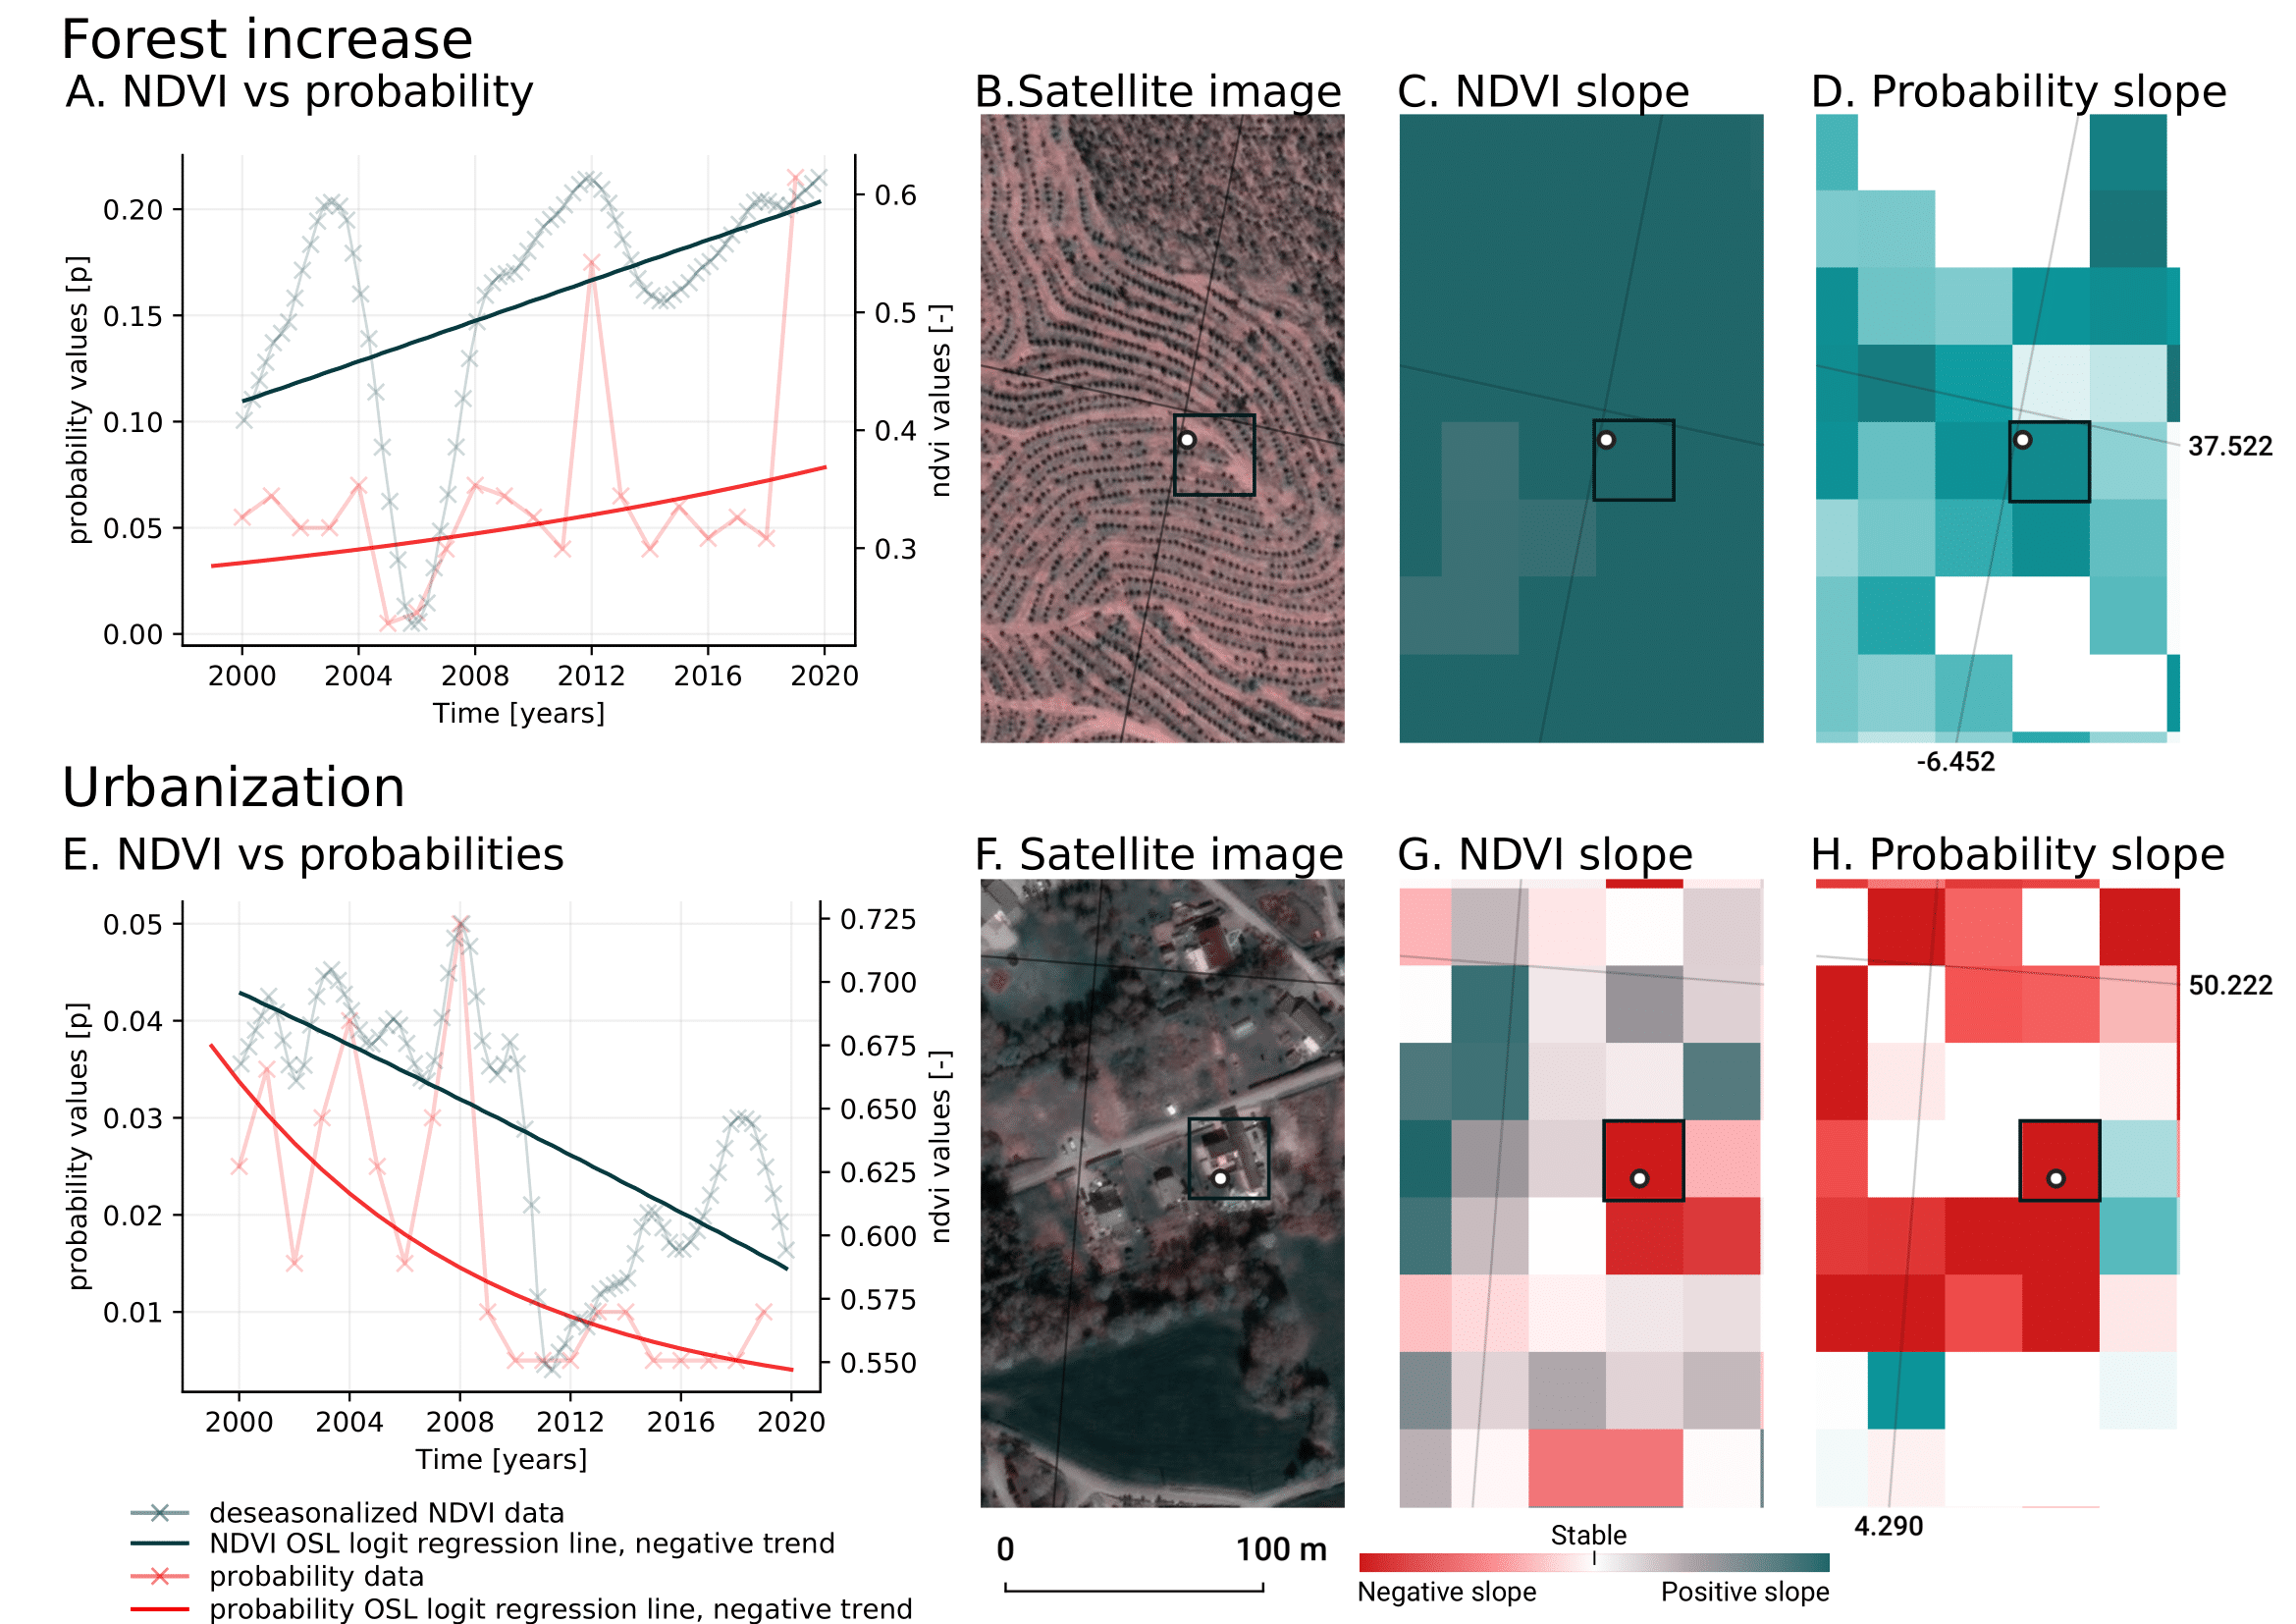 Forest increase
A. NDVI vs probability
B.Satellite image
C. NDVI slope
D. Probability slope
probability values [p]
0.20
0.15
0.10
0.05
0.00
0.6
0.5
0.4
0.3
ndvi values [-]
2000 2004 2008 2012 2016 2020
Time [years]
37.522
-6.452
Urbanization
E. NDVI vs probabilities
F. Satellite image
G. NDVI slope
H. Probability slope
probability values [p]
0.05
0.04
0.03
0.02
0.01
0.725
0.700
0.675
0.650
0.625
0.600
0.575
0.550
ndvi values [-]
2000 2004 2008 2012 2016 2020
Time [years]
50.222
4.290
deseasonalized NDVI data
NDVI OSL logit regression line, negative trend
probability data
probability OSL logit regression line, negative trend
0 100 m
Stable
Negative slope Positive slope